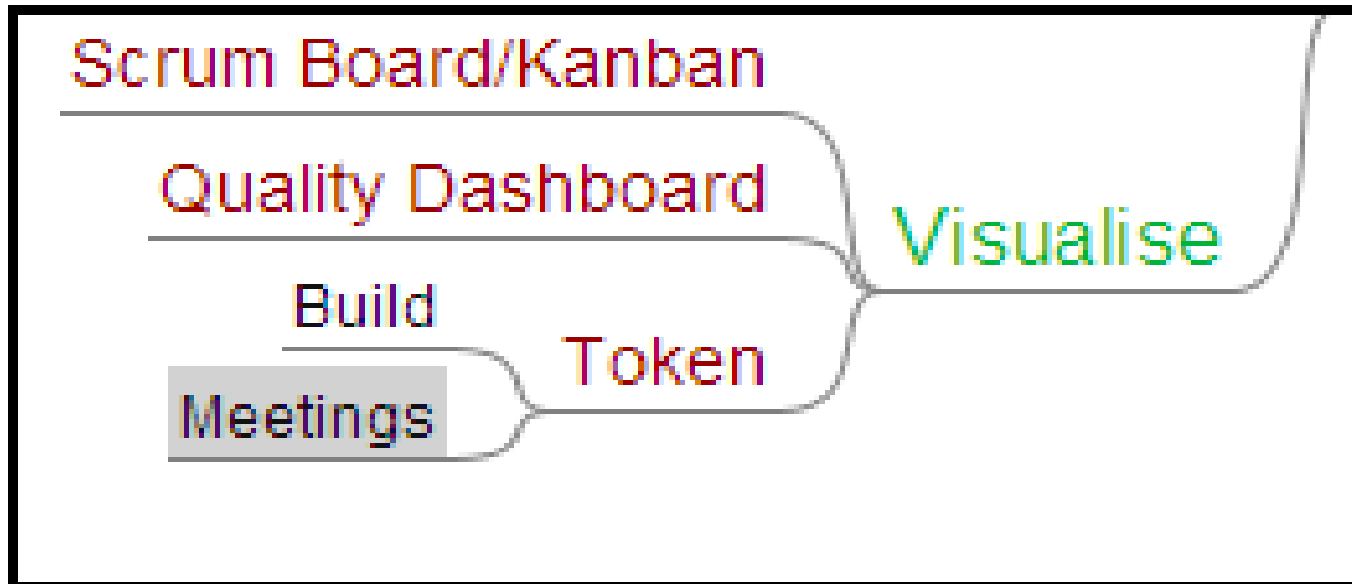 Scrum Board/Kanban
Quality Dashboard
Visualise
Build
Token
Meetings